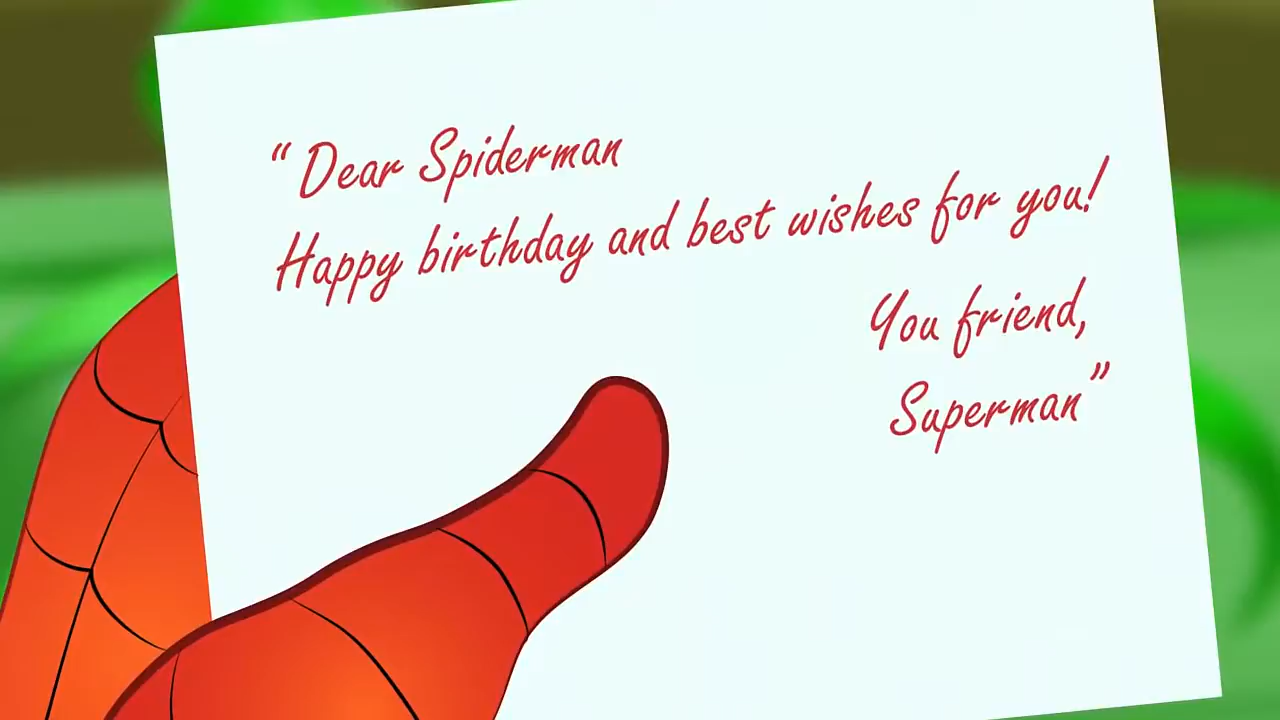 “ Dear Spiderman
Happy birthday and best wishes for you!
You friend,
Superman”